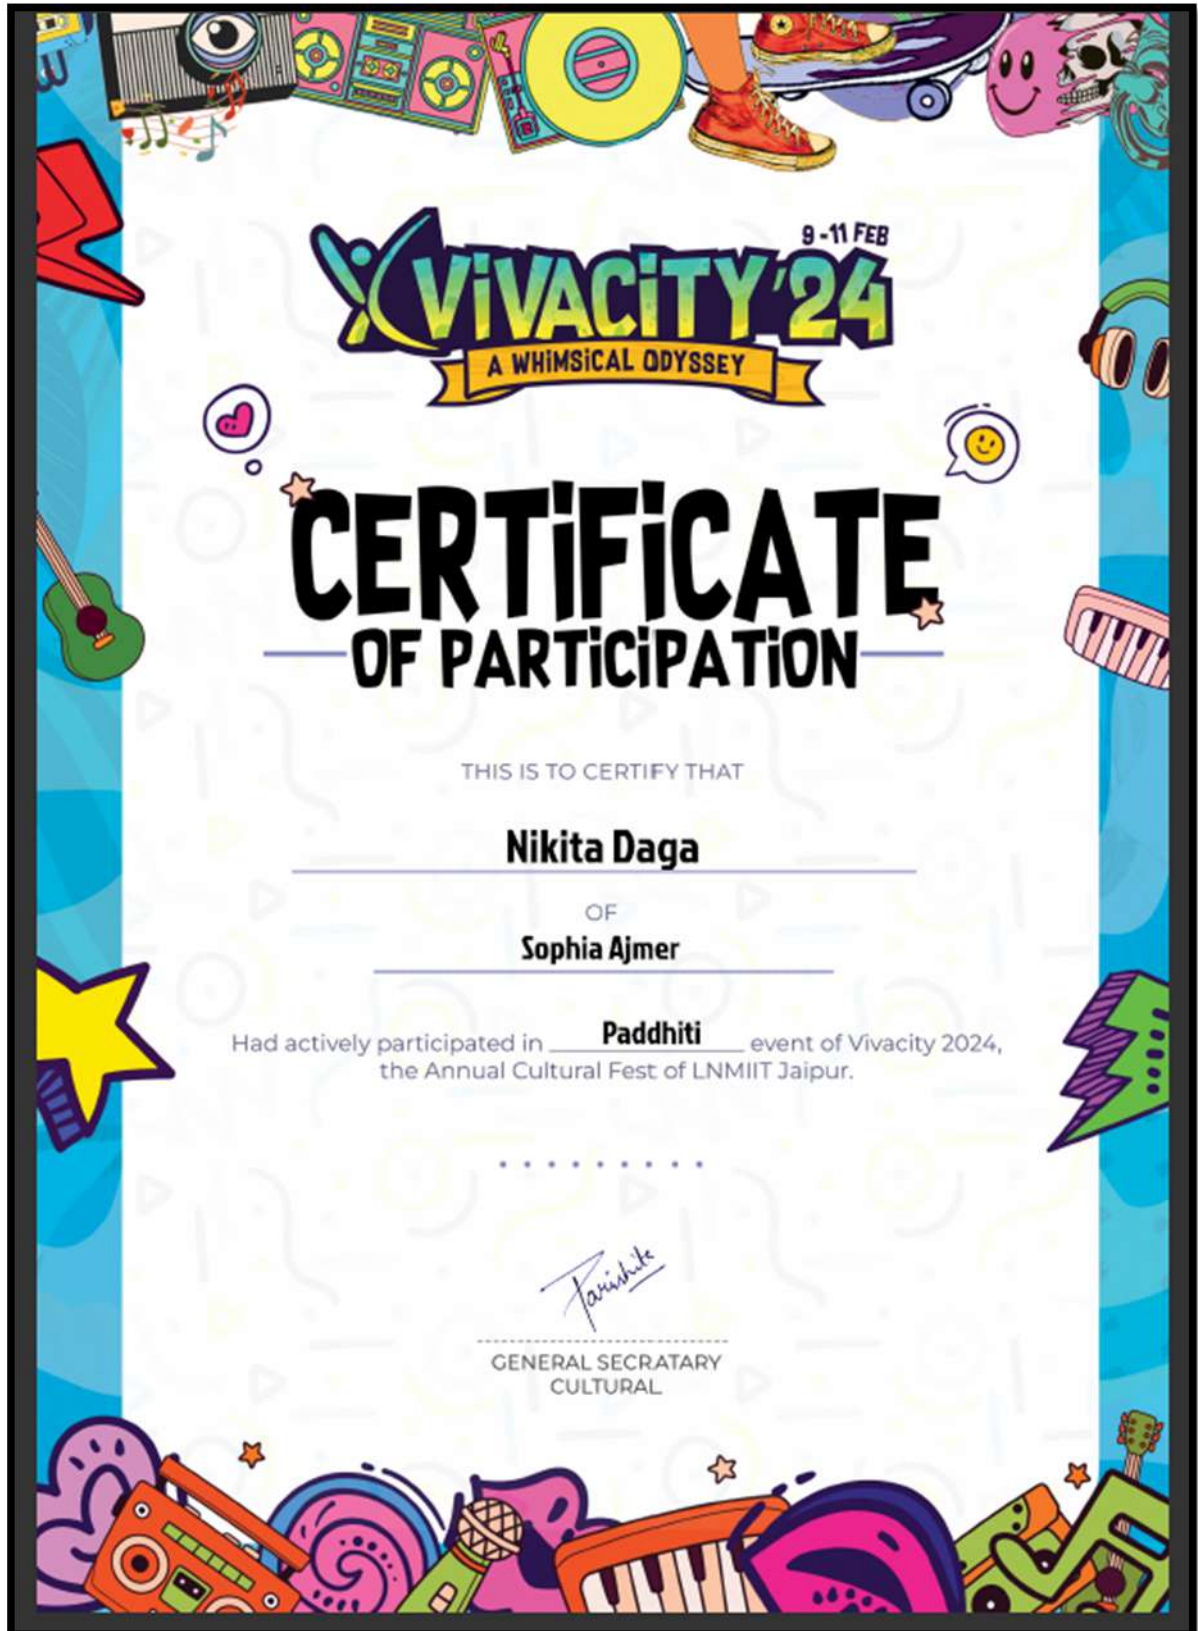 9-11 FEB
ViVACiTY '24
A WHiMSiCAL ODYSSEY
CERTiFiCATE
OF PARTiCiPATiON
THIS IS TO CERTIFY THAT
Nikita Daga
OF
Sophia Ajmer
Had actively participated in Paddhiti event of Vivacity 2024,
the Annual Cultural Fest of LNMIIT Jaipur.
Parishite
GENERAL SECRATARY
CULTURAL